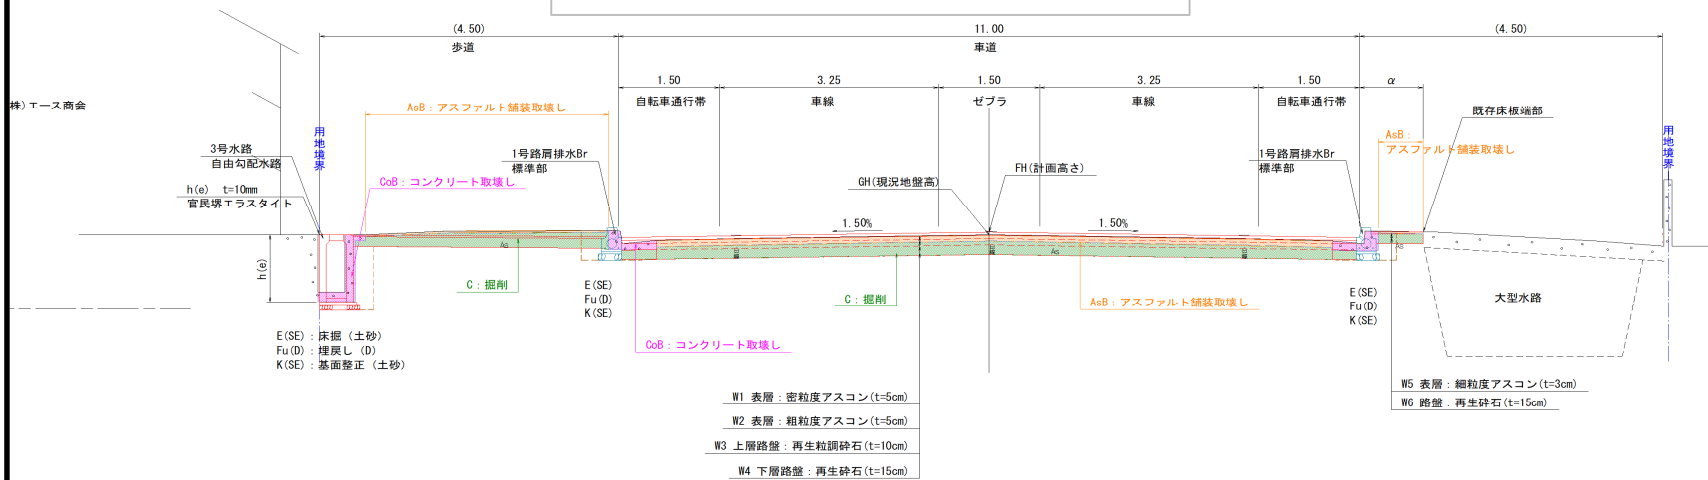 (4.50)
11.00
(4.50)
歩道
車道
1.50
3.25
1.50
3.25
1.50
α
自転車通行帯
車線
ゼブラ
車線
自転車通行帯
株)エース商会
AsB：アスファルト舗装取壊し
既存床板端部
用地境界
AsB：
アスファルト舗装取壊し
用地境界
3号水路
自由勾配水路
1号路肩排水Br
標準部
1号路肩排水Br
標準部
CoB：コンクリート取壊し
GH(現況地盤高)
FH(計画高さ)
h(e) t=10mm
官民堺エラスタイト
1.50%
1.50%
As
As
As
h(e)
C：掘削
E(SE)
Fu(D)
K(SE)
C：掘削
AsB：アスファルト舗装取壊し
E(SE)
Fu(D)
K(SE)
大型水路
E(SE)：床掘（土砂）
Fu(D)：埋戻し（D）
K(SE)：基面整正（土砂）
CoB：コンクリート取壊し
W1 表層：密粒度アスコン(t=5cm)
W2 表層：粗粒度アスコン(t=5cm)
W3 上層路盤：再生粒調砕石(t=10cm)
W4 下層路盤：再生砕石(t=15cm)
W5 表層：細粒度アスコン(t=3cm)
W6 路盤：再生砕石(t=15cm)